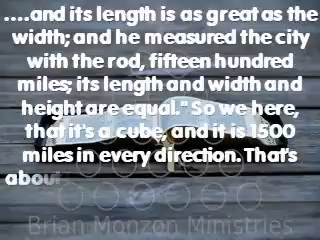 ....and its length is as great as the
width; and he measured the city
with the rod, fifteen hundred
miles; its length and width and
height are equal." So we here,
that it's a cube, and it is 1500
miles in every direction. That's
about
Brian Monzon Ministries